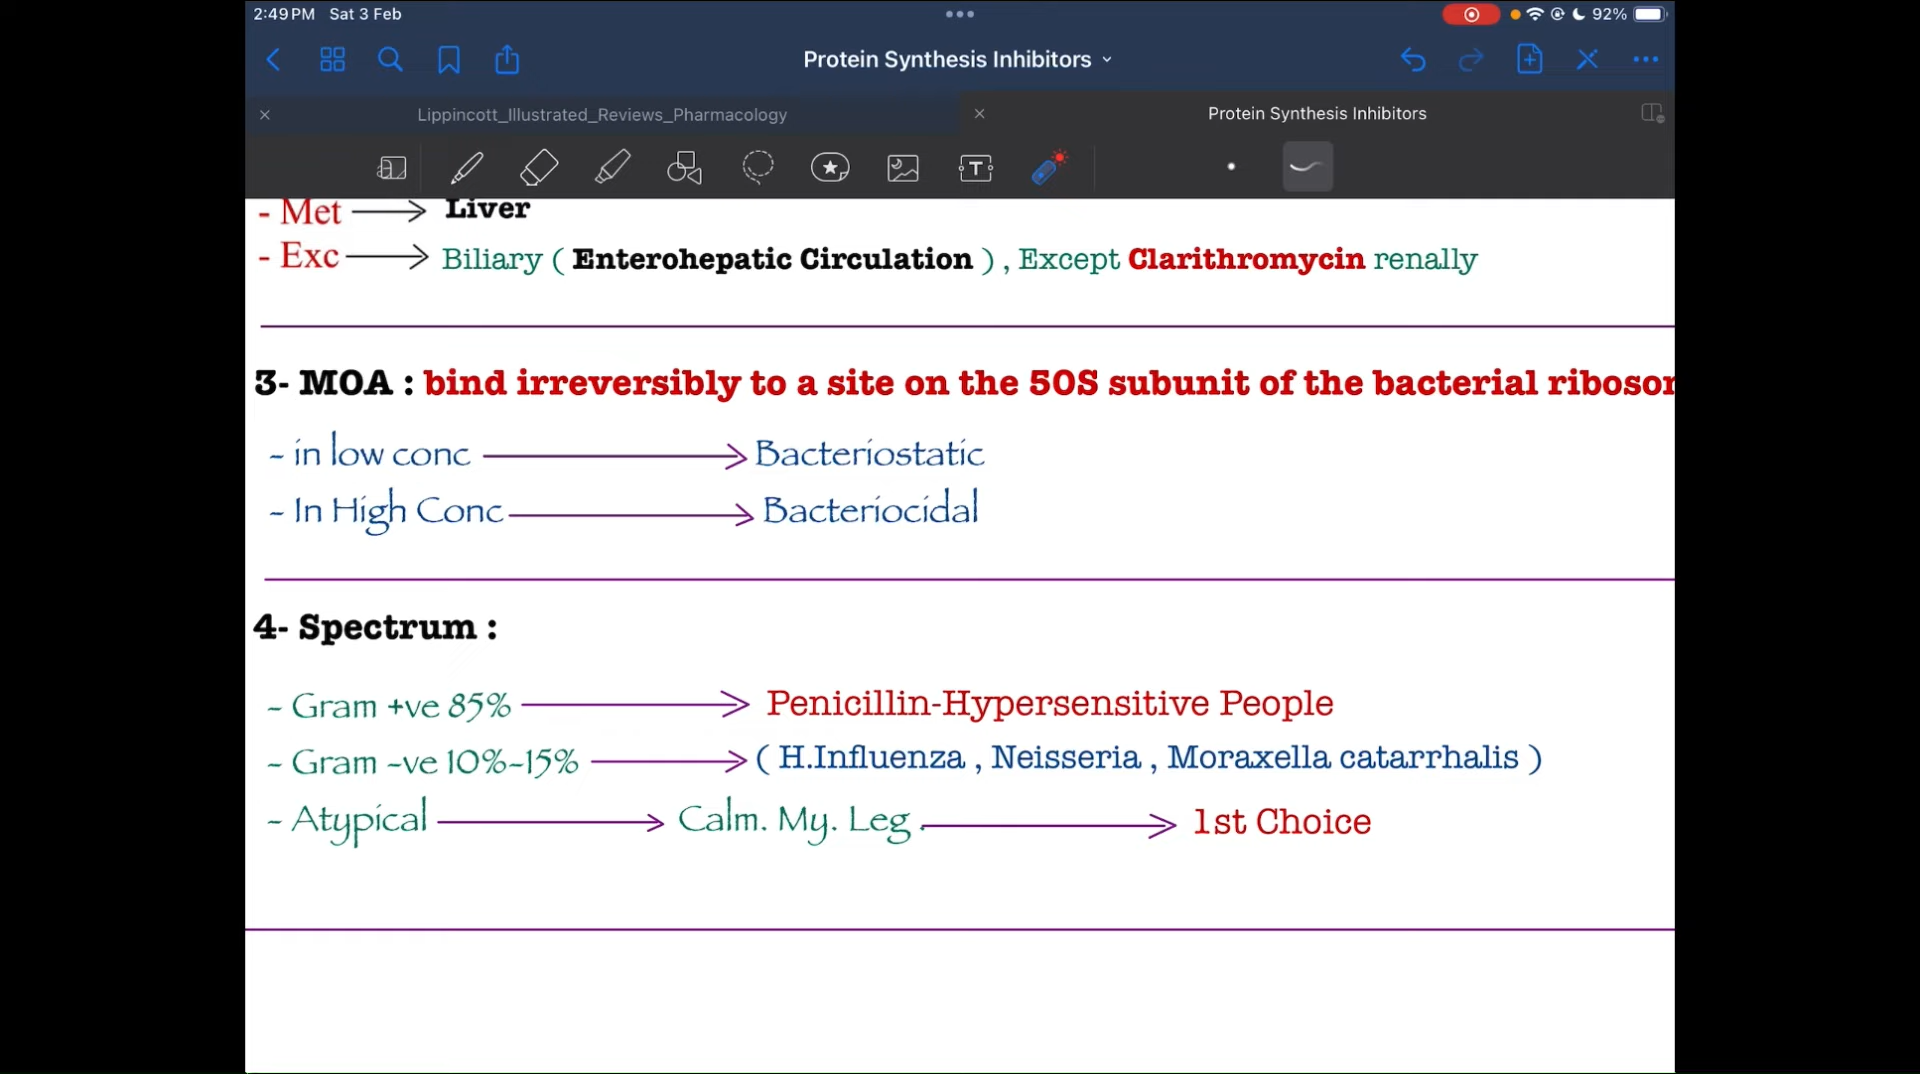 2:49 PM Sat 3 Feb
92%
Protein Synthesis Inhibitors
Lippincott_Illustrated_Reviews_Pharmacology
Protein Synthesis Inhibitors
- Met Liver
- Exc Biliary ( Enterohepatic Circulation ) , Except Clarithromycin renally
3- MOA : bind irreversibly to a site on the 50S subunit of the bacterial
- in low conc Bacteriostatic
- In High Conc Bacteriocidal
4- Spectrum :
- Gram +ve 85% Penicillin-Hypersensitive People
- Gram -ve 10%-15% ( H.Influenza , Neisseria , Moraxella catarrhalis )
- Atypical Calm. My. Leg . 1st Choice